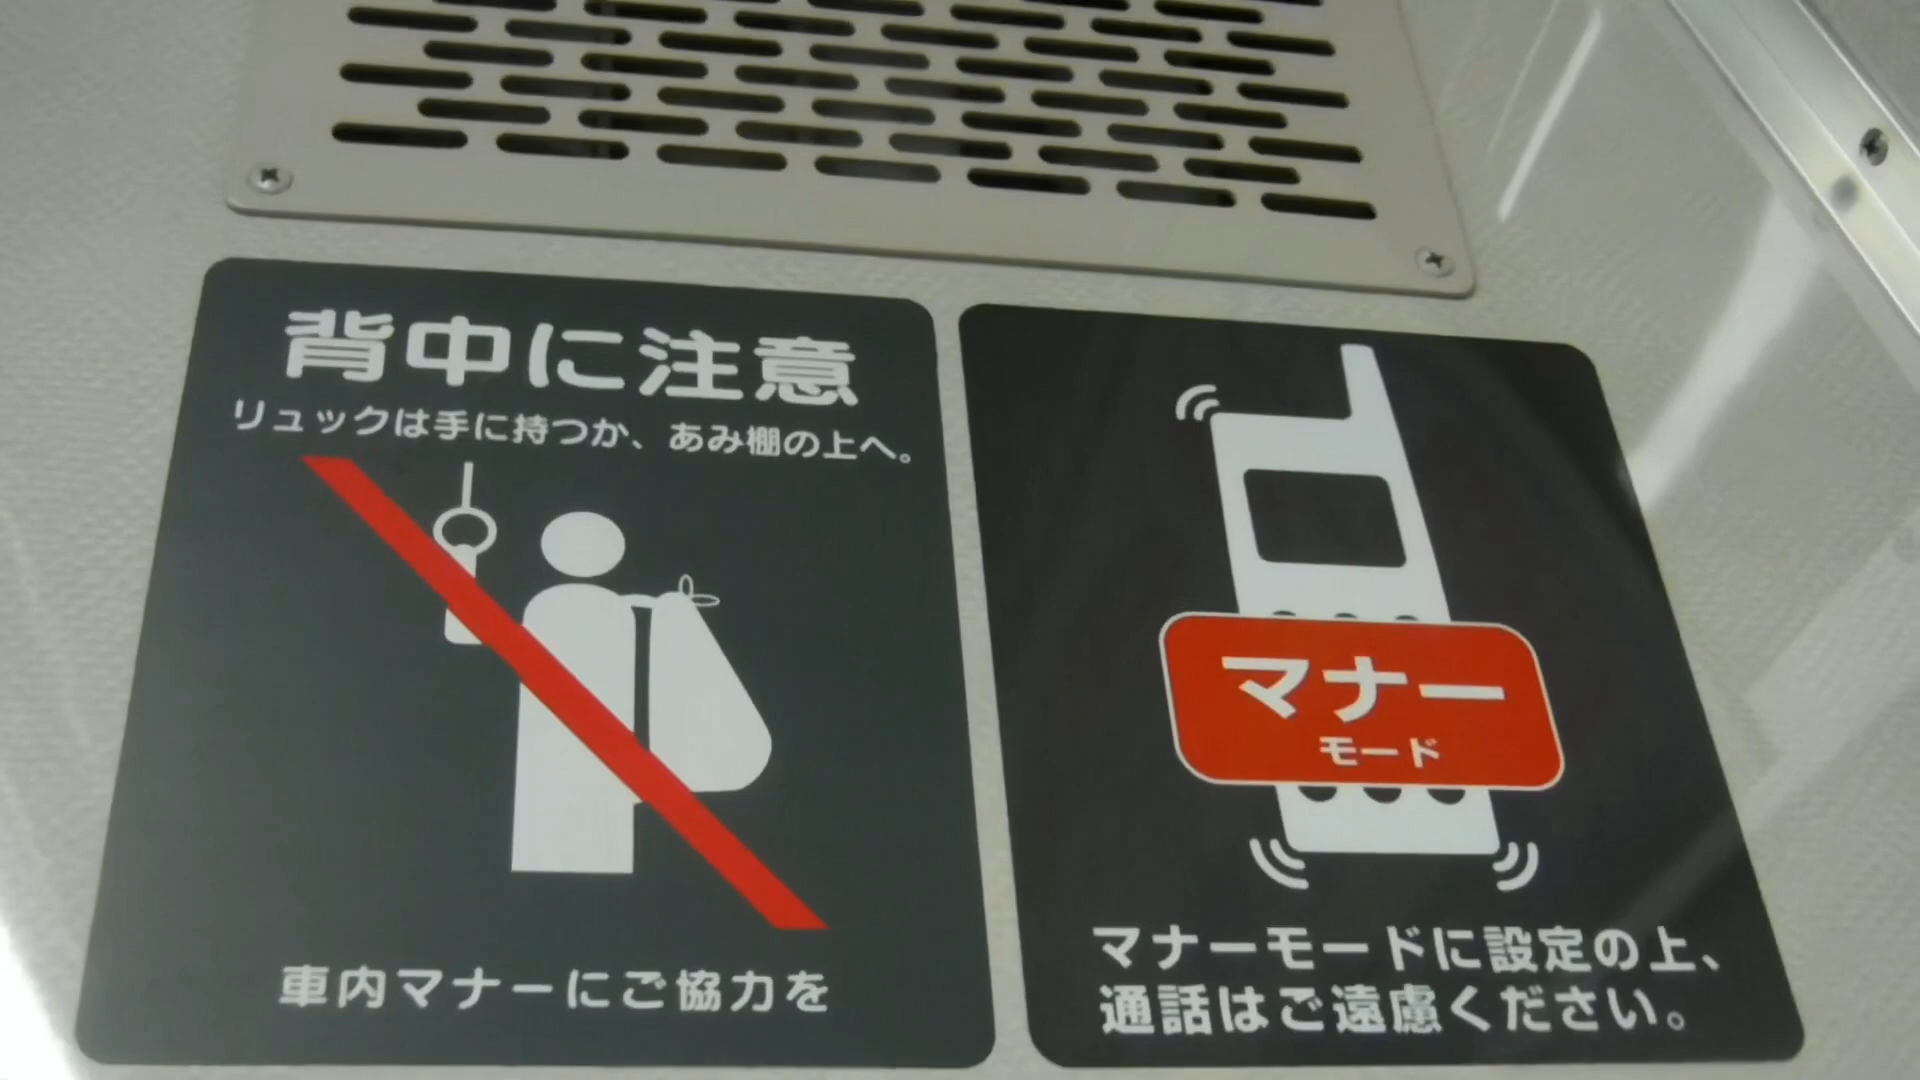 背中に注意
リュックは手に持つか、あみ棚の上へ。
車内マナーにご協力を
マナー
モード
マナーモードに設定の上、
通話はご遠慮ください。